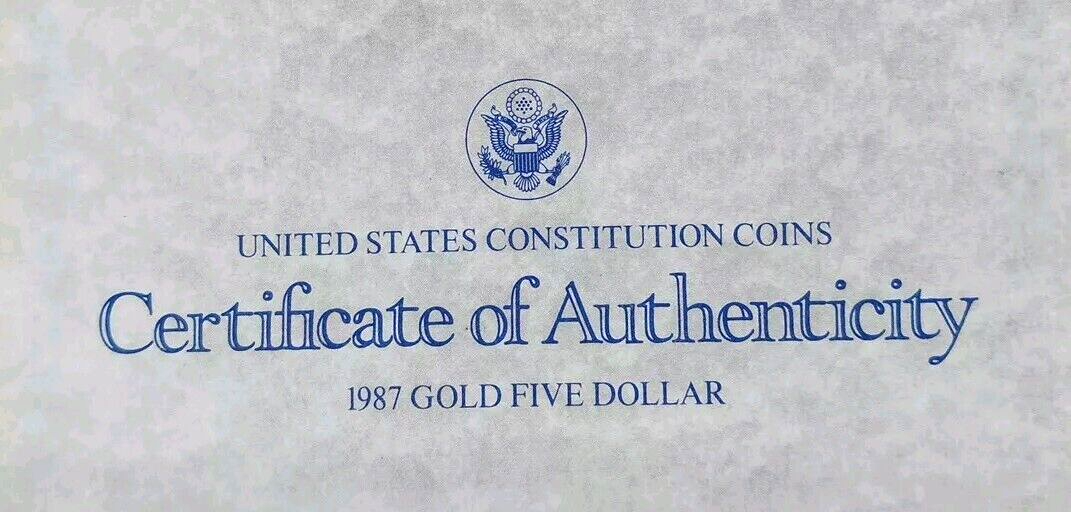 UNITED STATES CONSTITUTION COINS
Certificate of Authenticity
1987 GOLD FIVE DOLLAR